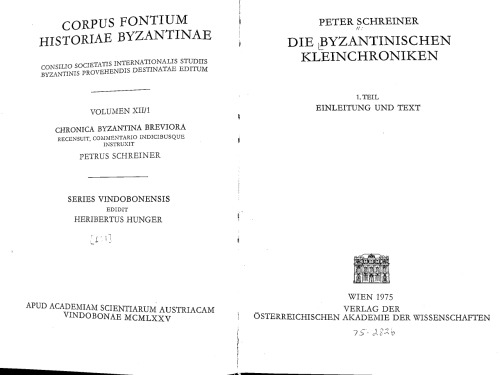 CORPUS FONTIUM
HISTORIAE BYZANTINAE
CONSILIO SOCIETATIS INTERNATIONALIS STUDIIS
BYZANTINIS PROVEHENDIS DESTINATAE EDITUM
VOLUMEN XII/1
CHRONICA BYZANTINA BREVIORA
RECENSUIT, COMMENTARIO INDICIBUSQUE
INSTRUXIT
PETRUS SCHREINER
SERIES VINDOBONENSIS
EDIDIT
HERIBERTUS HUNGER
APUD ACADEMIAM SCIENTIARUM AUSTRIACAM
VINDOBONAE MCMLXXV
PETER SCHREINER
DIE BYZANTINISCHEN
KLEINCHRONIKEN
1. TEIL
EINLEITUNG UND TEXT
WIEN 1975
VERLAG DER
ÖSTERREICHISCHEN AKADEMIE DER WISSENSCHAFTEN
75-2826